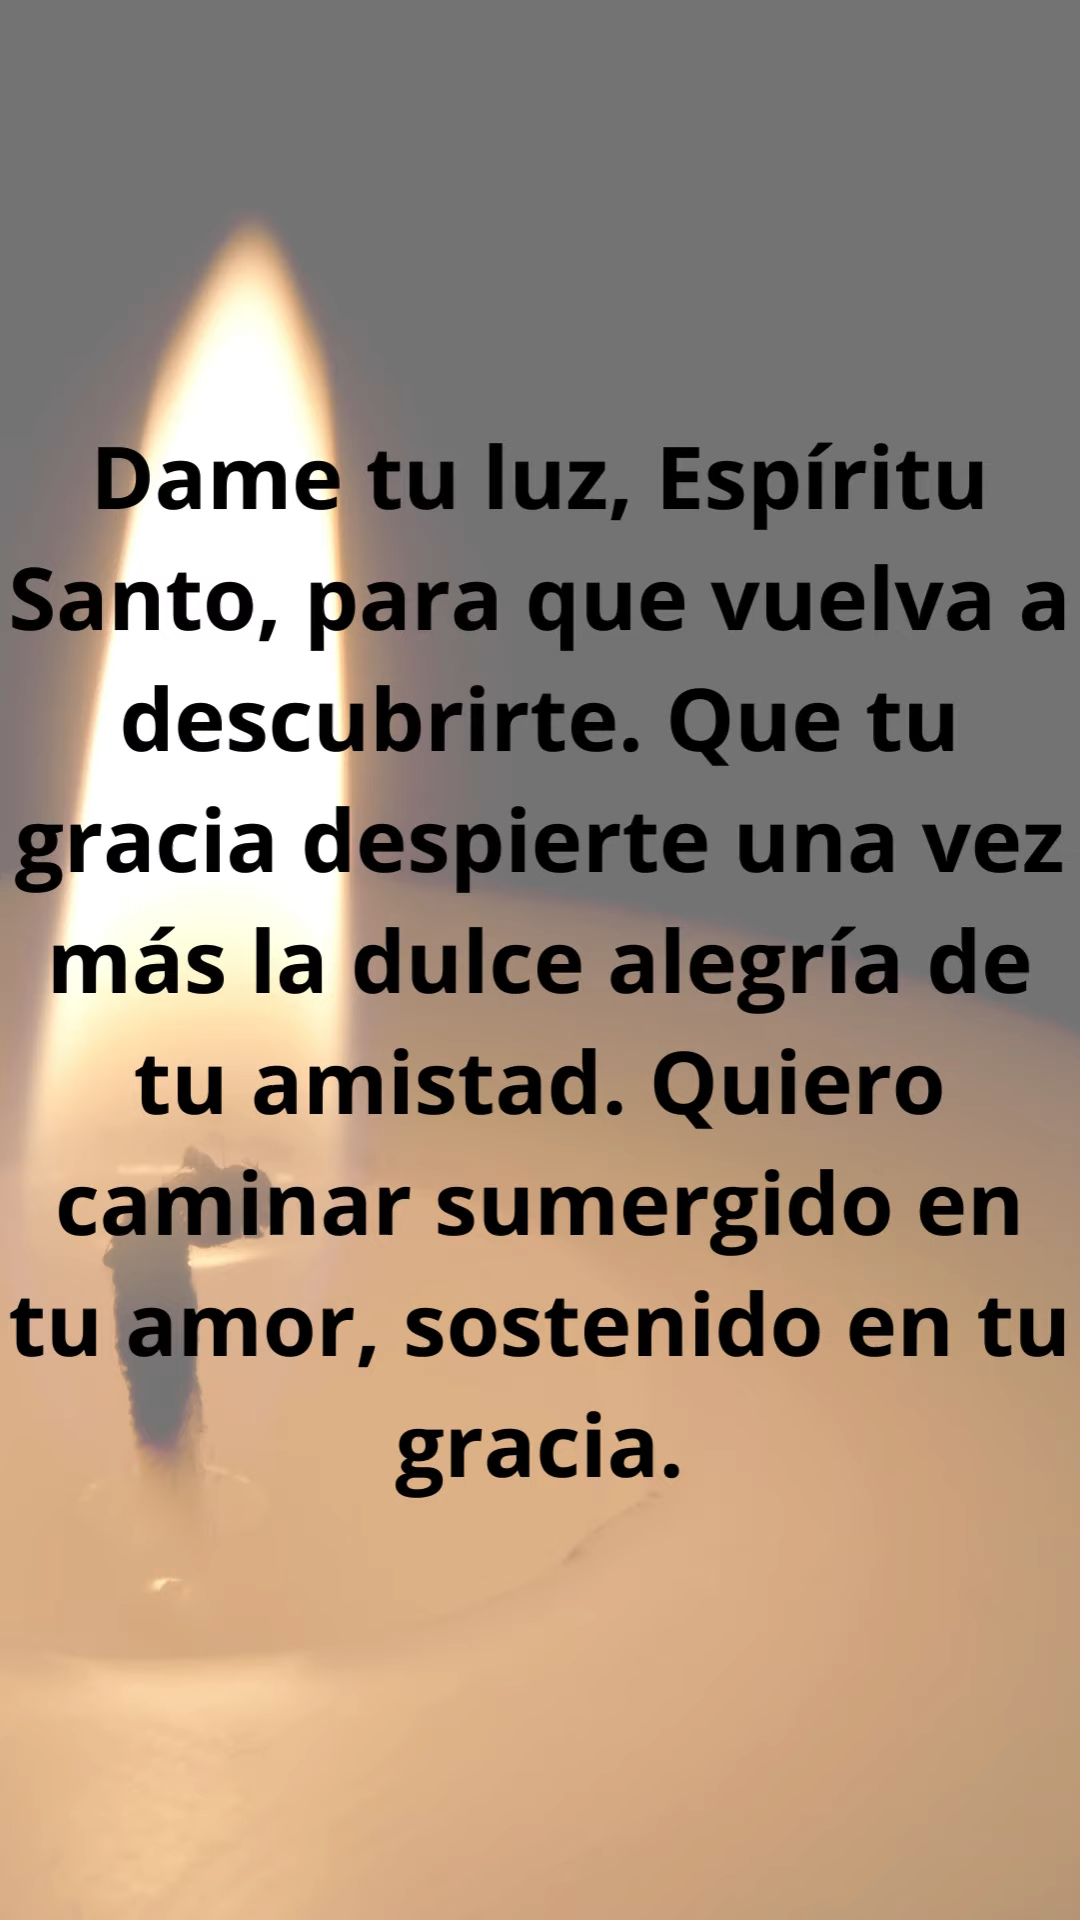 Dame tu luz, Espíritu
Santo, para que vuelva a
descubrirte. Que tu
gracia despierte una vez
más la dulce alegría de
tu amistad. Quiero
caminar sumergido en
tu amor, sostenido en tu
gracia.